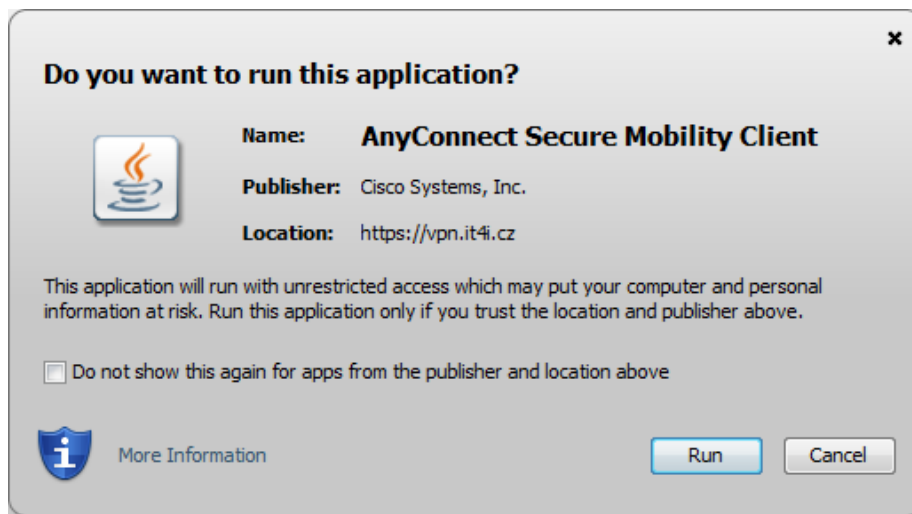 Do you want to run this application?
Name: AnyConnect Secure Mobility Client
Publisher: Cisco Systems, Inc.
Location: https://vpn.it4i.cz
This application will run with unrestricted access which may put your computer and personal
information at risk. Run this application only if you trust the location and publisher above.
Do not show this again for apps from the publisher and location above
More Information
Run
Cancel